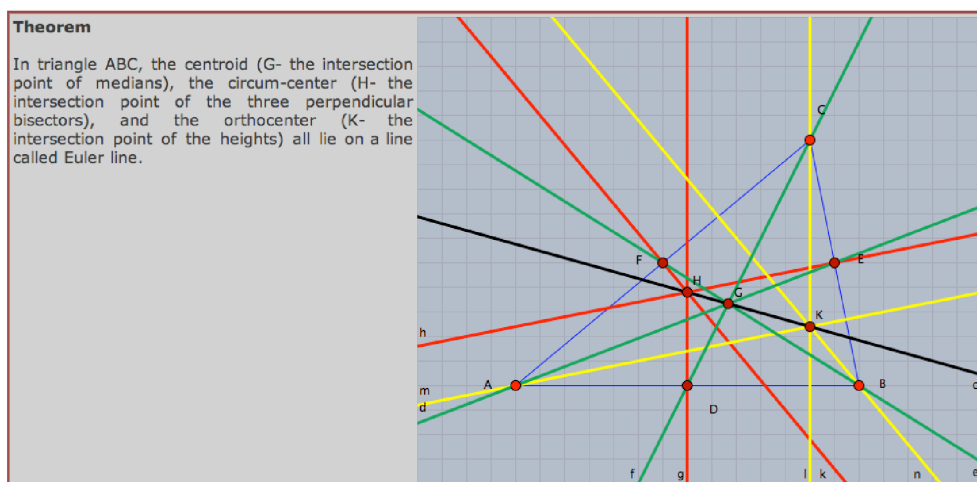 Theorem
In triangle ABC, the centroid (G- the intersection
point of medians), the circum-center (H- the
intersection point of the three perpendicular
bisectors), and the orthocenter (K- the
intersection point of the heights) all lie on a line
called Euler line.
C
F
H
E
G
K
h
A
B
m
d
D
f
g
l
k
n
e